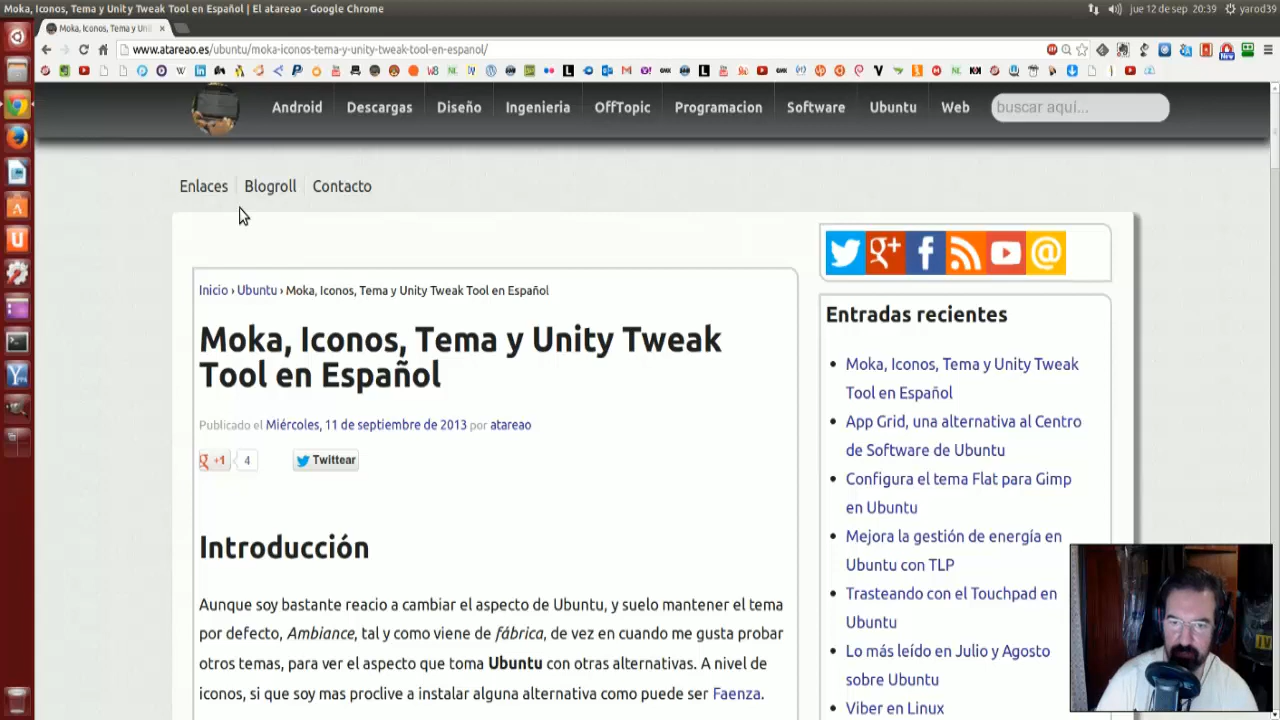 Moka, Iconos, Tema y Unity Tweak Tool en Español | El atareao - Google Chrome
jue 12 de sep 20:39
yarod39
Moka, Iconos, Tema y Uni
www.atareao.es/ubuntu/moka-iconos-tema-y-unity-tweak-tool-en-espanol/
Android
Descargas
Diseño
Ingenieria
OffTopic
Programacion
Software
Ubuntu
Web
buscar aquí...
Enlaces
Blogroll
Contacto
Inicio › Ubuntu › Moka, Iconos, Tema y Unity Tweak Tool en Español
Moka, Iconos, Tema y Unity Tweak
Tool en Español
Publicado el Miércoles, 11 de septiembre de 2013 por atareao
+1
4
Twittear
Introducción
Aunque soy bastante reacio a cambiar el aspecto de Ubuntu, y suelo mantener el tema
por defecto, Ambiance, tal y como viene de fábrica, de vez en cuando me gusta probar
otros temas, para ver el aspecto que toma Ubuntu con otras alternativas. A nivel de
iconos, si que soy mas proclive a instalar alguna alternativa como puede ser Faenza.
Entradas recientes
Moka, Iconos, Tema y Unity Tweak
Tool en Español
App Grid, una alternativa al Centro
de Software de Ubuntu
Configura el tema Flat para Gimp
en Ubuntu
Mejora la gestión de energía en
Ubuntu con TLP
Trasteando con el Touchpad en
Ubuntu
Lo más leído en Julio y Agosto
sobre Ubuntu
Viber en Linux